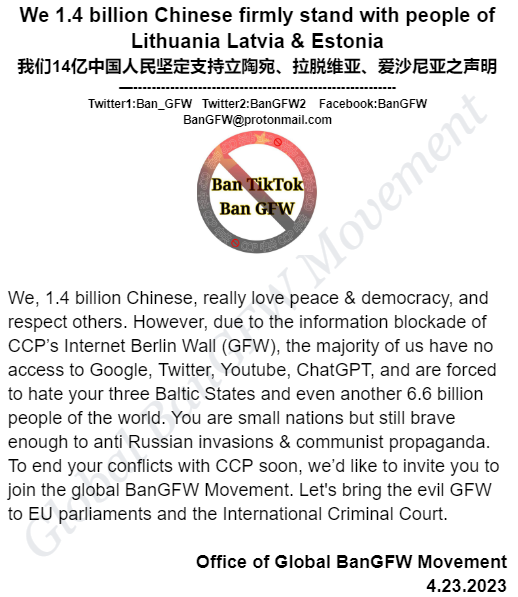 We 1.4 billion Chinese firmly stand with people of
Lithuania Latvia & Estonia
我们14亿中国人民坚定支持立陶宛、拉脱维亚、爱沙尼亚之声明
Twitter1:Ban_GFW Twitter2:BanGFW2 Facebook:BanGFW
BanGFW@protonmail.com
Ban TikTok
Ban GFW
We, 1.4 billion Chinese, really love peace & democracy, and
respect others. However, due to the information blockade of
CCP’s Internet Berlin Wall (GFW), the majority of us have no
access to Google, Twitter, Youtube, ChatGPT, and are forced
to hate your three Baltic States and even another 6.6 billion
people of the world. You are small nations but still brave
enough to anti Russian invasions & communist propaganda.
To end your conflicts with CCP soon, we’d like to invite you to
join the global BanGFW Movement. Let's bring the evil GFW
to EU parliaments and the International Criminal Court.
Office of Global BanGFW Movement
4.23.2023
Global BanGFW Movement